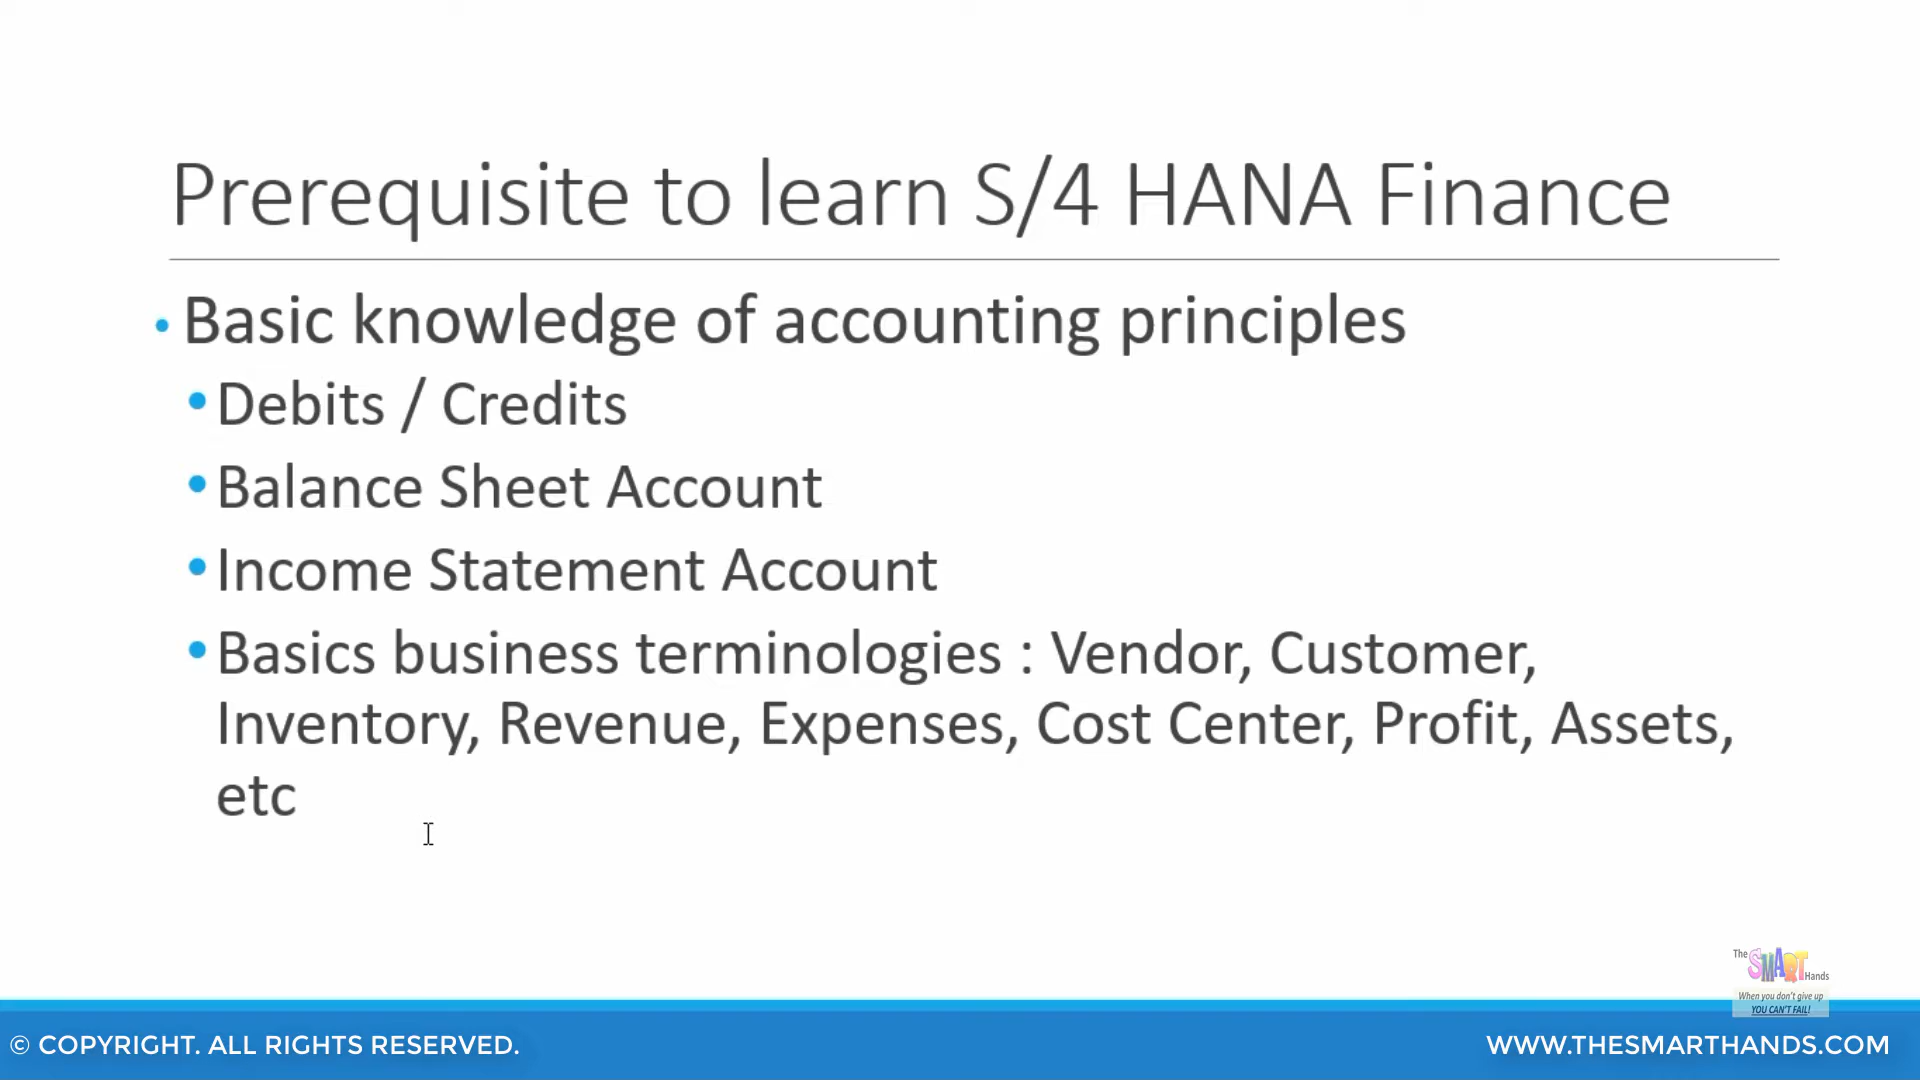 Prerequisite to learn S/4 HANA Finance
• Basic knowledge of accounting principles
• Debits / Credits
• Balance Sheet Account
• Income Statement Account
• Basics business terminologies : Vendor, Customer,
Inventory, Revenue, Expenses, Cost Center, Profit, Assets,
etc
The SMART Hands
When you don't give up
YOU CAN'T FAIL!
© COPYRIGHT. ALL RIGHTS RESERVED.
WWW.THESMARTHANDS.COM